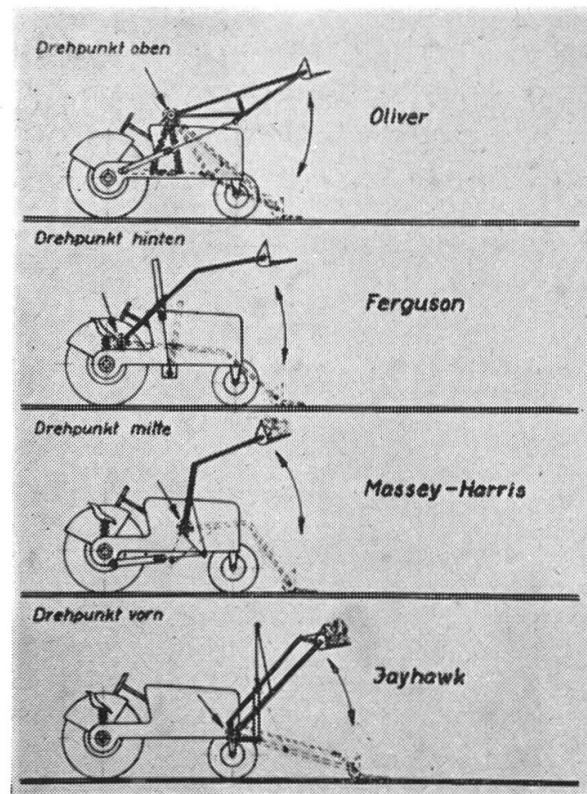 Drehpunkt oben
Oliver
Drehpunkt hinten
Ferguson
Drehpunkt mitte
Massey-Harris
Drehpunkt vorn
Jayhawk